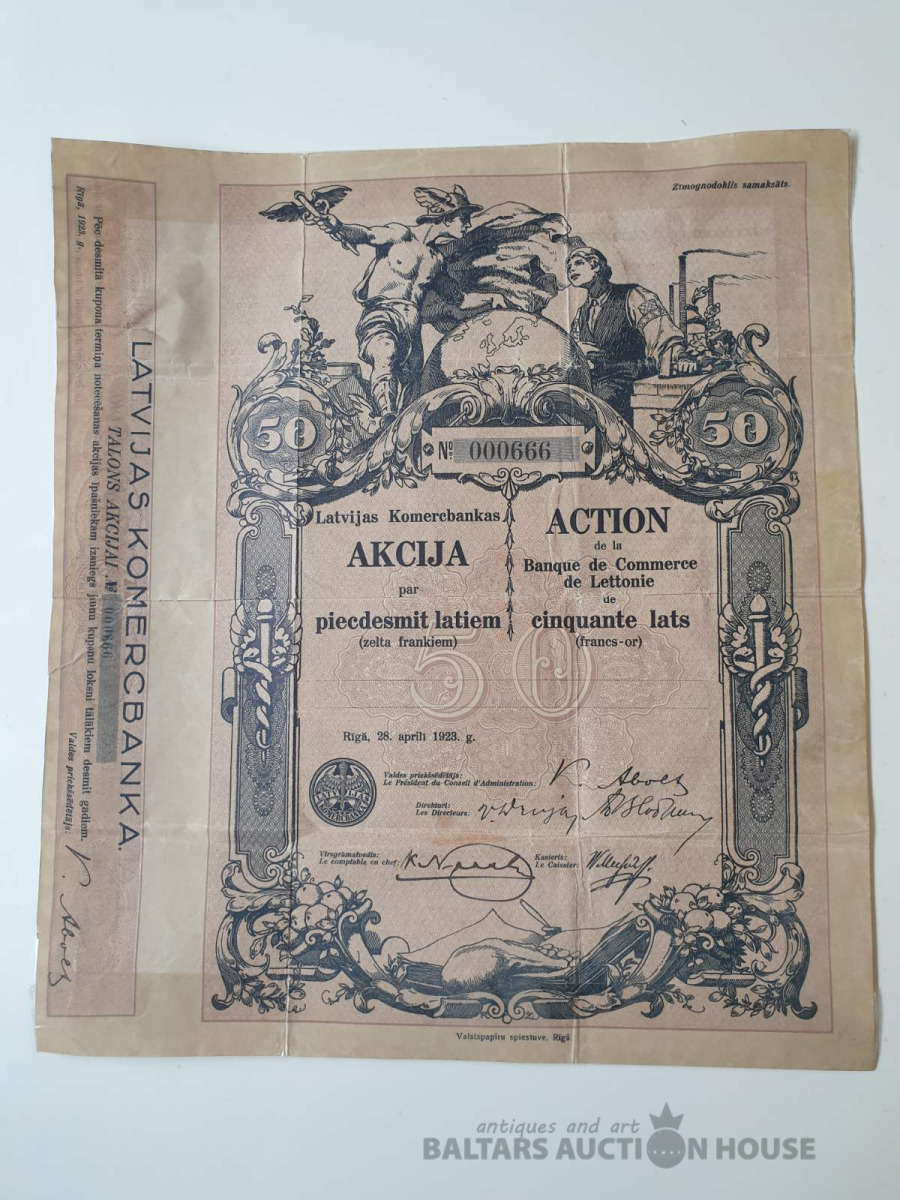 Zīmognodoklis samaksāts.
50
50
№ 000666
Latvijas Komercbankas
AKCIJA
par
piecdesmit latiem
(zelta frankiem)
ACTION
de la
Banque de Commerce
de Lettonie
de
cinquante lats
(francs-or)
50
Rīgā, 28. aprilī 1923. g.
Valdes priekšsēdētājs:
Le Président du Conseil d'Administration:
Direktori:
Les Directeurs:
Virsgrāmatvedis:
Le comptable en chef:
Kasieris:
Le Caissier:
Valstspapīru spiestuve, Rīgā.
LATVIJAS KOMERCBANKA.
TALONS AKCIJAI № 000666
Pēc desmitā kupona termiņa notecēšanas akcijas īpašniekam izsniegs jaunu kuponu loksni tālākiem desmit gadiem.
Rīgā, 1923. g.
Valdes priekšsēdētājs:
antiques and art
BALTARS AUCTION HOUSE